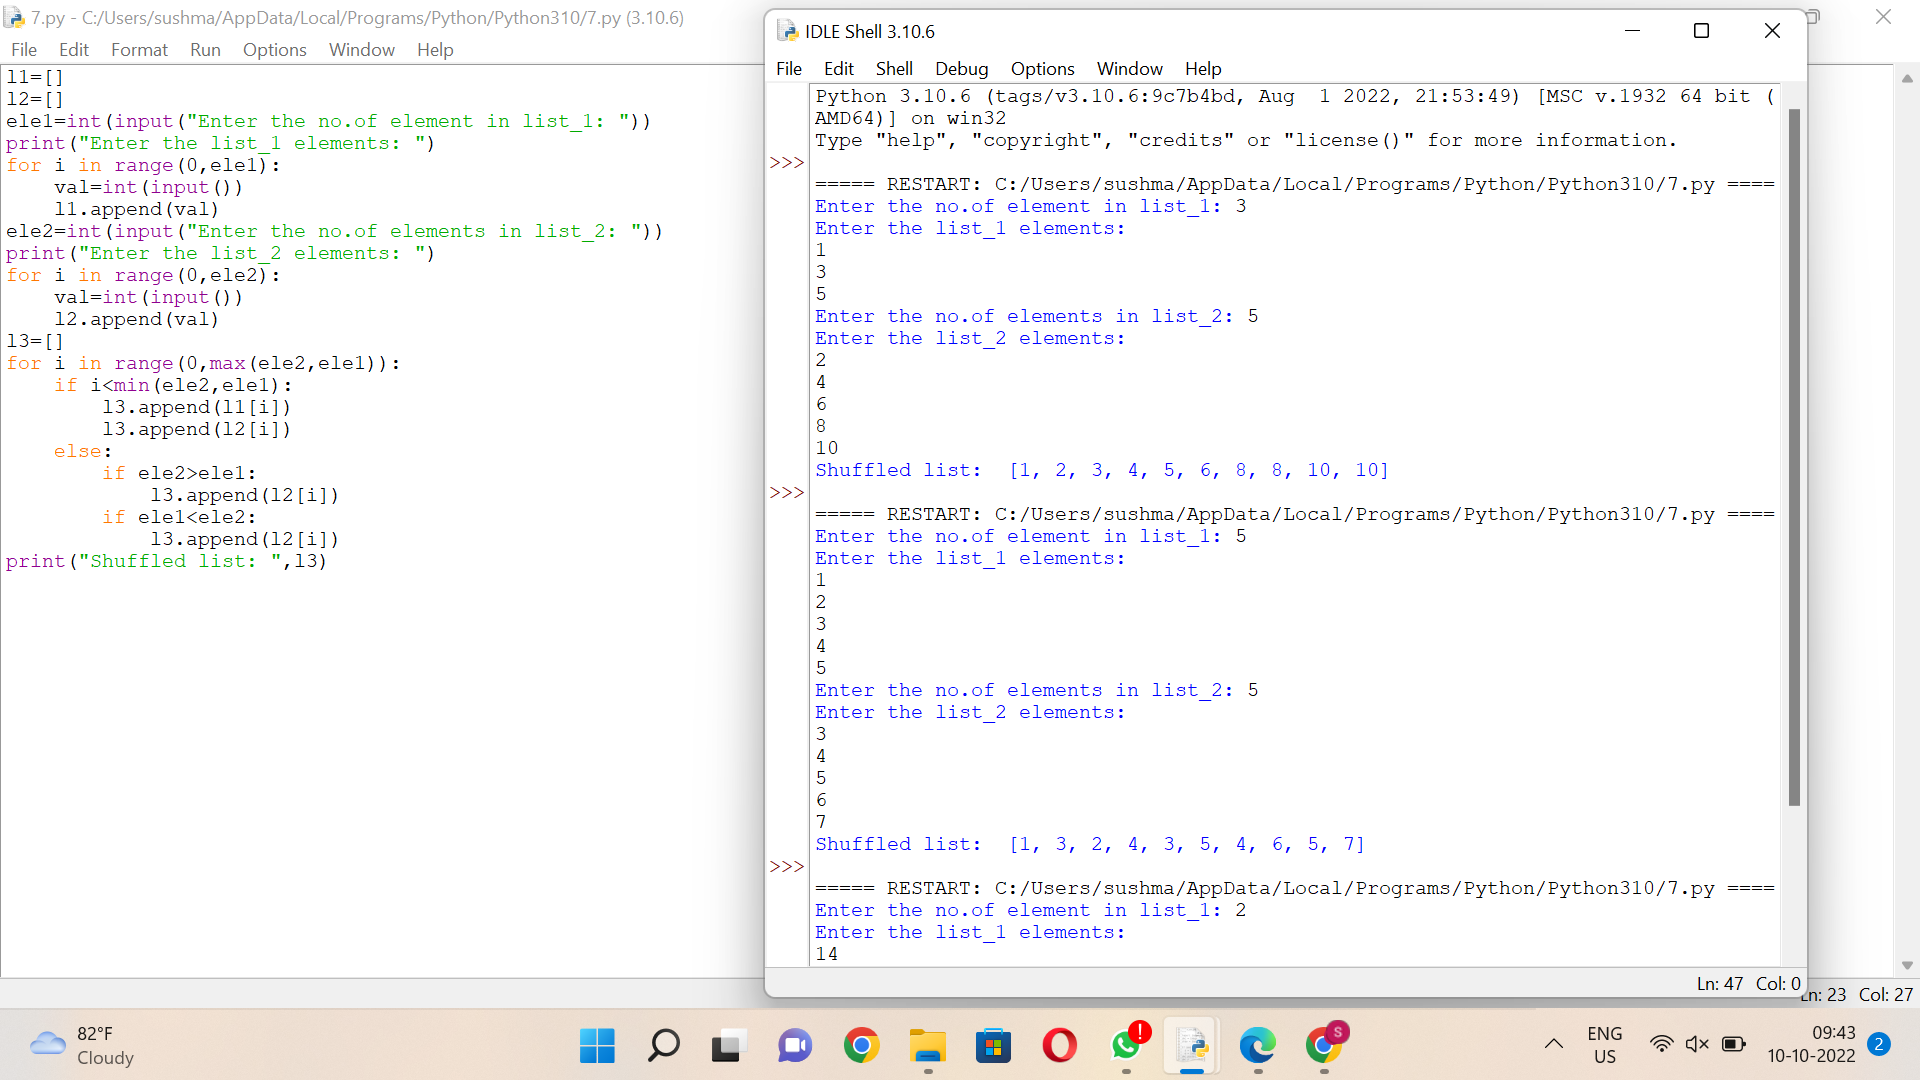 7.py - C:/Users/sushma/AppData/Local/Programs/Python/Python310/7.py (3.10.6)
File Edit Format Run Options Window Help
l1=[]
l2=[]
ele1=int(input("Enter the no.of element in list_1: "))
print("Enter the list_1 elements: ")
for i in range(0,ele1):
    val=int(input())
    l1.append(val)
ele2=int(input("Enter the no.of elements in list_2: "))
print("Enter the list_2 elements: ")
for i in range(0,ele2):
    val=int(input())
    l2.append(val)
l3=[]
for i in range(0,max(ele2,ele1)):
    if i<min(ele2,ele1):
        l3.append(l1[i])
        l3.append(l2[i])
    else:
        if ele2>ele1:
            l3.append(l2[i])
        if ele1<ele2:
            l3.append(l2[i])
print("Shuffled list: ",l3)
IDLE Shell 3.10.6
File Edit Shell Debug Options Window Help
Python 3.10.6 (tags/v3.10.6:9c7b4bd, Aug  1 2022, 21:53:49) [MSC v.1932 64 bit (
AMD64)] on win32
Type "help", "copyright", "credits" or "license()" for more information.
>>>
===== RESTART: C:/Users/sushma/AppData/Local/Programs/Python/Python310/7.py ====
Enter the no.of element in list_1: 3
Enter the list_1 elements:
1
3
5
Enter the no.of elements in list_2: 5
Enter the list_2 elements:
2
4
6
8
10
Shuffled list:  [1, 2, 3, 4, 5, 6, 8, 8, 10, 10]
>>>
===== RESTART: C:/Users/sushma/AppData/Local/Programs/Python/Python310/7.py ====
Enter the no.of element in list_1: 5
Enter the list_1 elements:
1
2
3
4
5
Enter the no.of elements in list_2: 5
Enter the list_2 elements:
3
4
5
6
7
Shuffled list:  [1, 3, 2, 4, 3, 5, 4, 6, 5, 7]
>>>
===== RESTART: C:/Users/sushma/AppData/Local/Programs/Python/Python310/7.py ====
Enter the no.of element in list_1: 2
Enter the list_1 elements:
14
Ln: 47 Col: 0
Ln: 23 Col: 27
82°F
Cloudy
!
S
ENG
US
09:43
10-10-2022
2